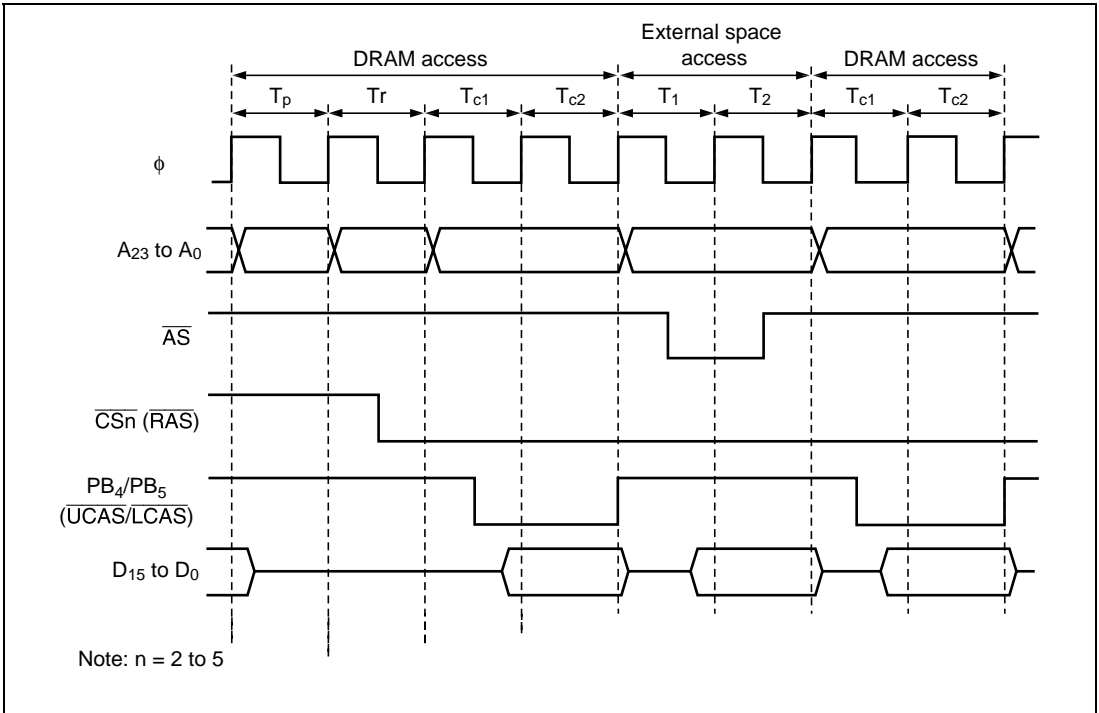 External space
DRAM access access DRAM access
Tp Tr Tc1 Tc2 T1 T2 Tc1 Tc2
ϕ
A23 to A0
AS
CSn (RAS)
PB4/PB5
(UCAS/LCAS)
D15 to D0
Note: n = 2 to 5